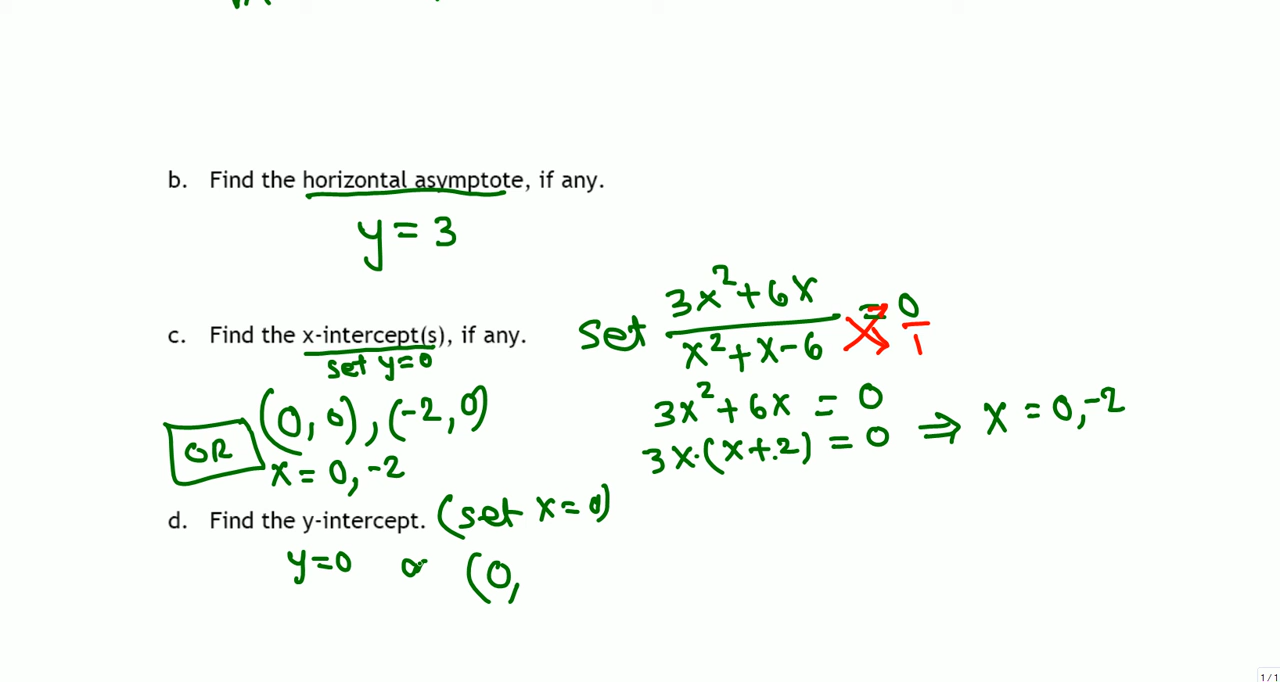 b. Find the horizontal asymptote, if any.
y = 3
c. Find the x-intercept(s), if any.
set y=0
(0, 0), (-2, 0)
OR
x = 0, -2
set 3x²+6x / x²+x-6 = 0 / 1
3x²+6x = 0
3x·(x+2) = 0 ⇒ x = 0, -2
d. Find the y-intercept. (set x=0)
y=0 or (0,
1/1